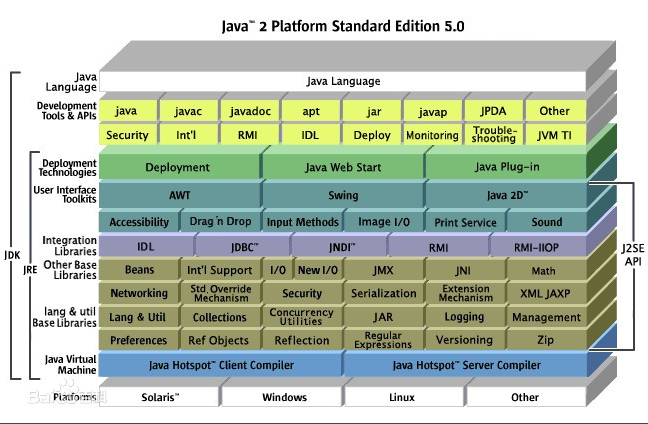 Java™ 2 Platform Standard Edition 5.0
Java Language
Java Language
Development Tools & APIs
java javac javadoc apt jar javap JPDA Other
Security Int'l RMI IDL Deploy Monitoring Trouble-shooting JVM TI
Deployment Technologies
Deployment Java Web Start Java Plug-in
User Interface Toolkits
AWT Swing Java 2D™
Accessibility Drag 'n Drop Input Methods Image I/O Print Service Sound
Integration Libraries
IDL JDBC™ JNDI™ RMI RMI-IIOP
Other Base Libraries
Beans Int'l Support I/O New I/O JMX JNI Math
Networking Std. Override Mechanism Security Serialization Extension Mechanism XML JAXP
lang & util Base Libraries
Lang & Util Collections Concurrency Utilities JAR Logging Management
Preferences Ref Objects Reflection Regular Expressions Versioning Zip
Java Virtual Machine
Java Hotspot™ Client Compiler Java Hotspot™ Server Compiler
Platforms
Solaris™ Windows Linux Other
JDK
JRE
J2SE API